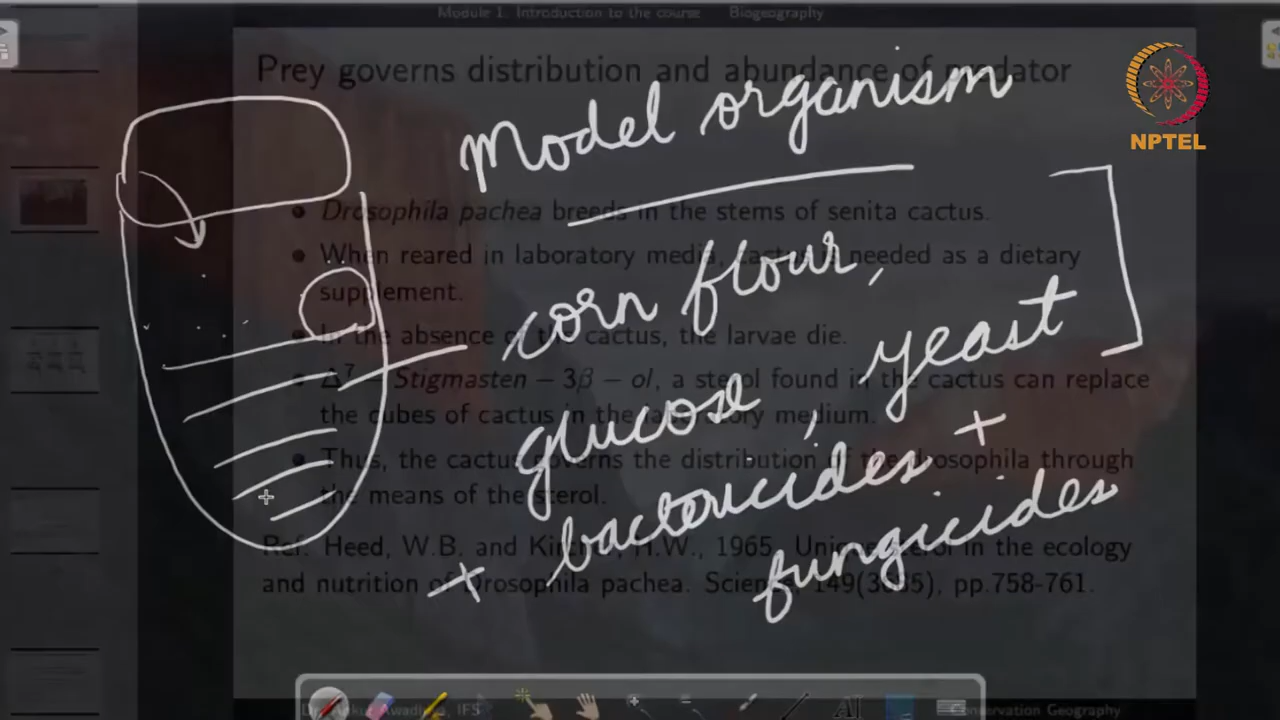 Module 1. Introduction to the course Biogeography
Prey governs distribution and abundance of predator
NPTEL
Model organism
• Drosophila pachea breeds in the stems of senita cactus.
• When reared in laboratory media, cactus is needed as a dietary
supplement.
corn flour,
• In the absence of the cactus, the larvae die.
glucose, yeast
• Δ7 − Stigmasten − 3β − ol, a sterol found in the cactus can replace
the cubes of cactus in the laboratory medium.
+ bactericides +
fungicides
• Thus, the cactus governs the distribution of the Drosophila through
the means of the sterol.
Ref: Heed, W.B. and H.W., 1965. in the ecology
and nutrition of Drosophila pachea. Science, pp.758-761.
IFS Conservation Geography